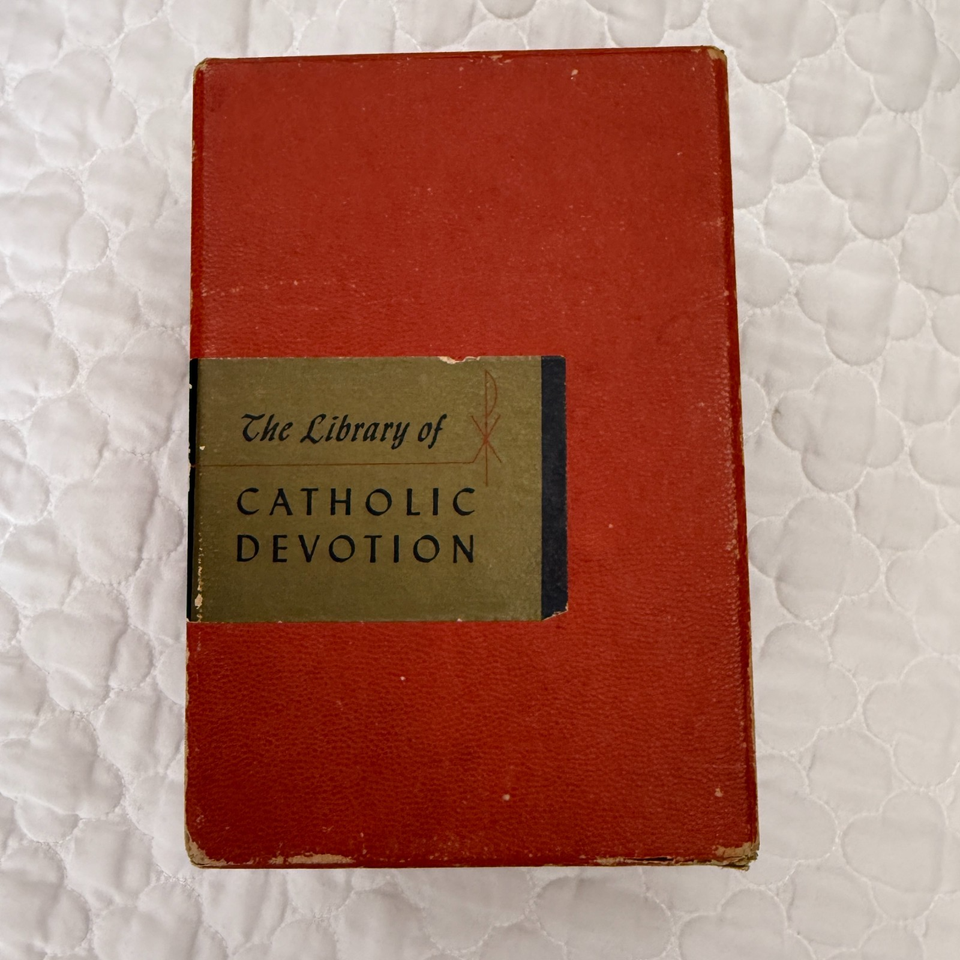 The Library of
CATHOLIC
DEVOTION